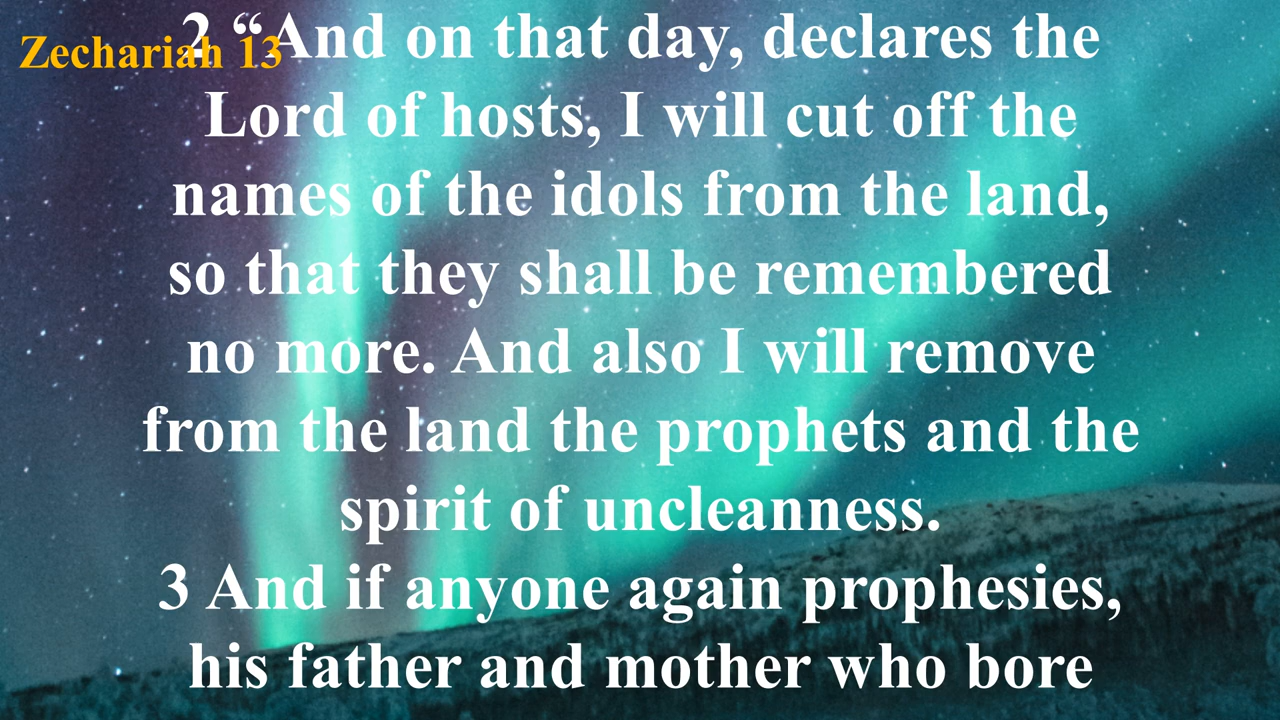 Zechariah 13
2 “And on that day, declares the
Lord of hosts, I will cut off the
names of the idols from the land,
so that they shall be remembered
no more. And also I will remove
from the land the prophets and the
spirit of uncleanness.
3 And if anyone again prophesies,
his father and mother who bore